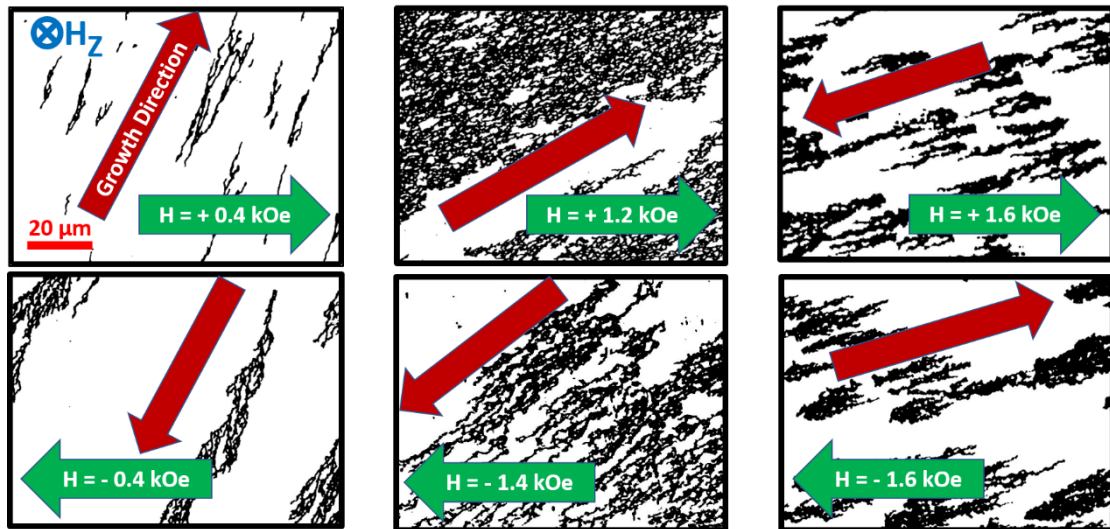 ⊗HZ
Growth Direction
20 µm
H = + 0.4 kOe
H = + 1.2 kOe
H = + 1.6 kOe
H = - 0.4 kOe
H = - 1.4 kOe
H = - 1.6 kOe